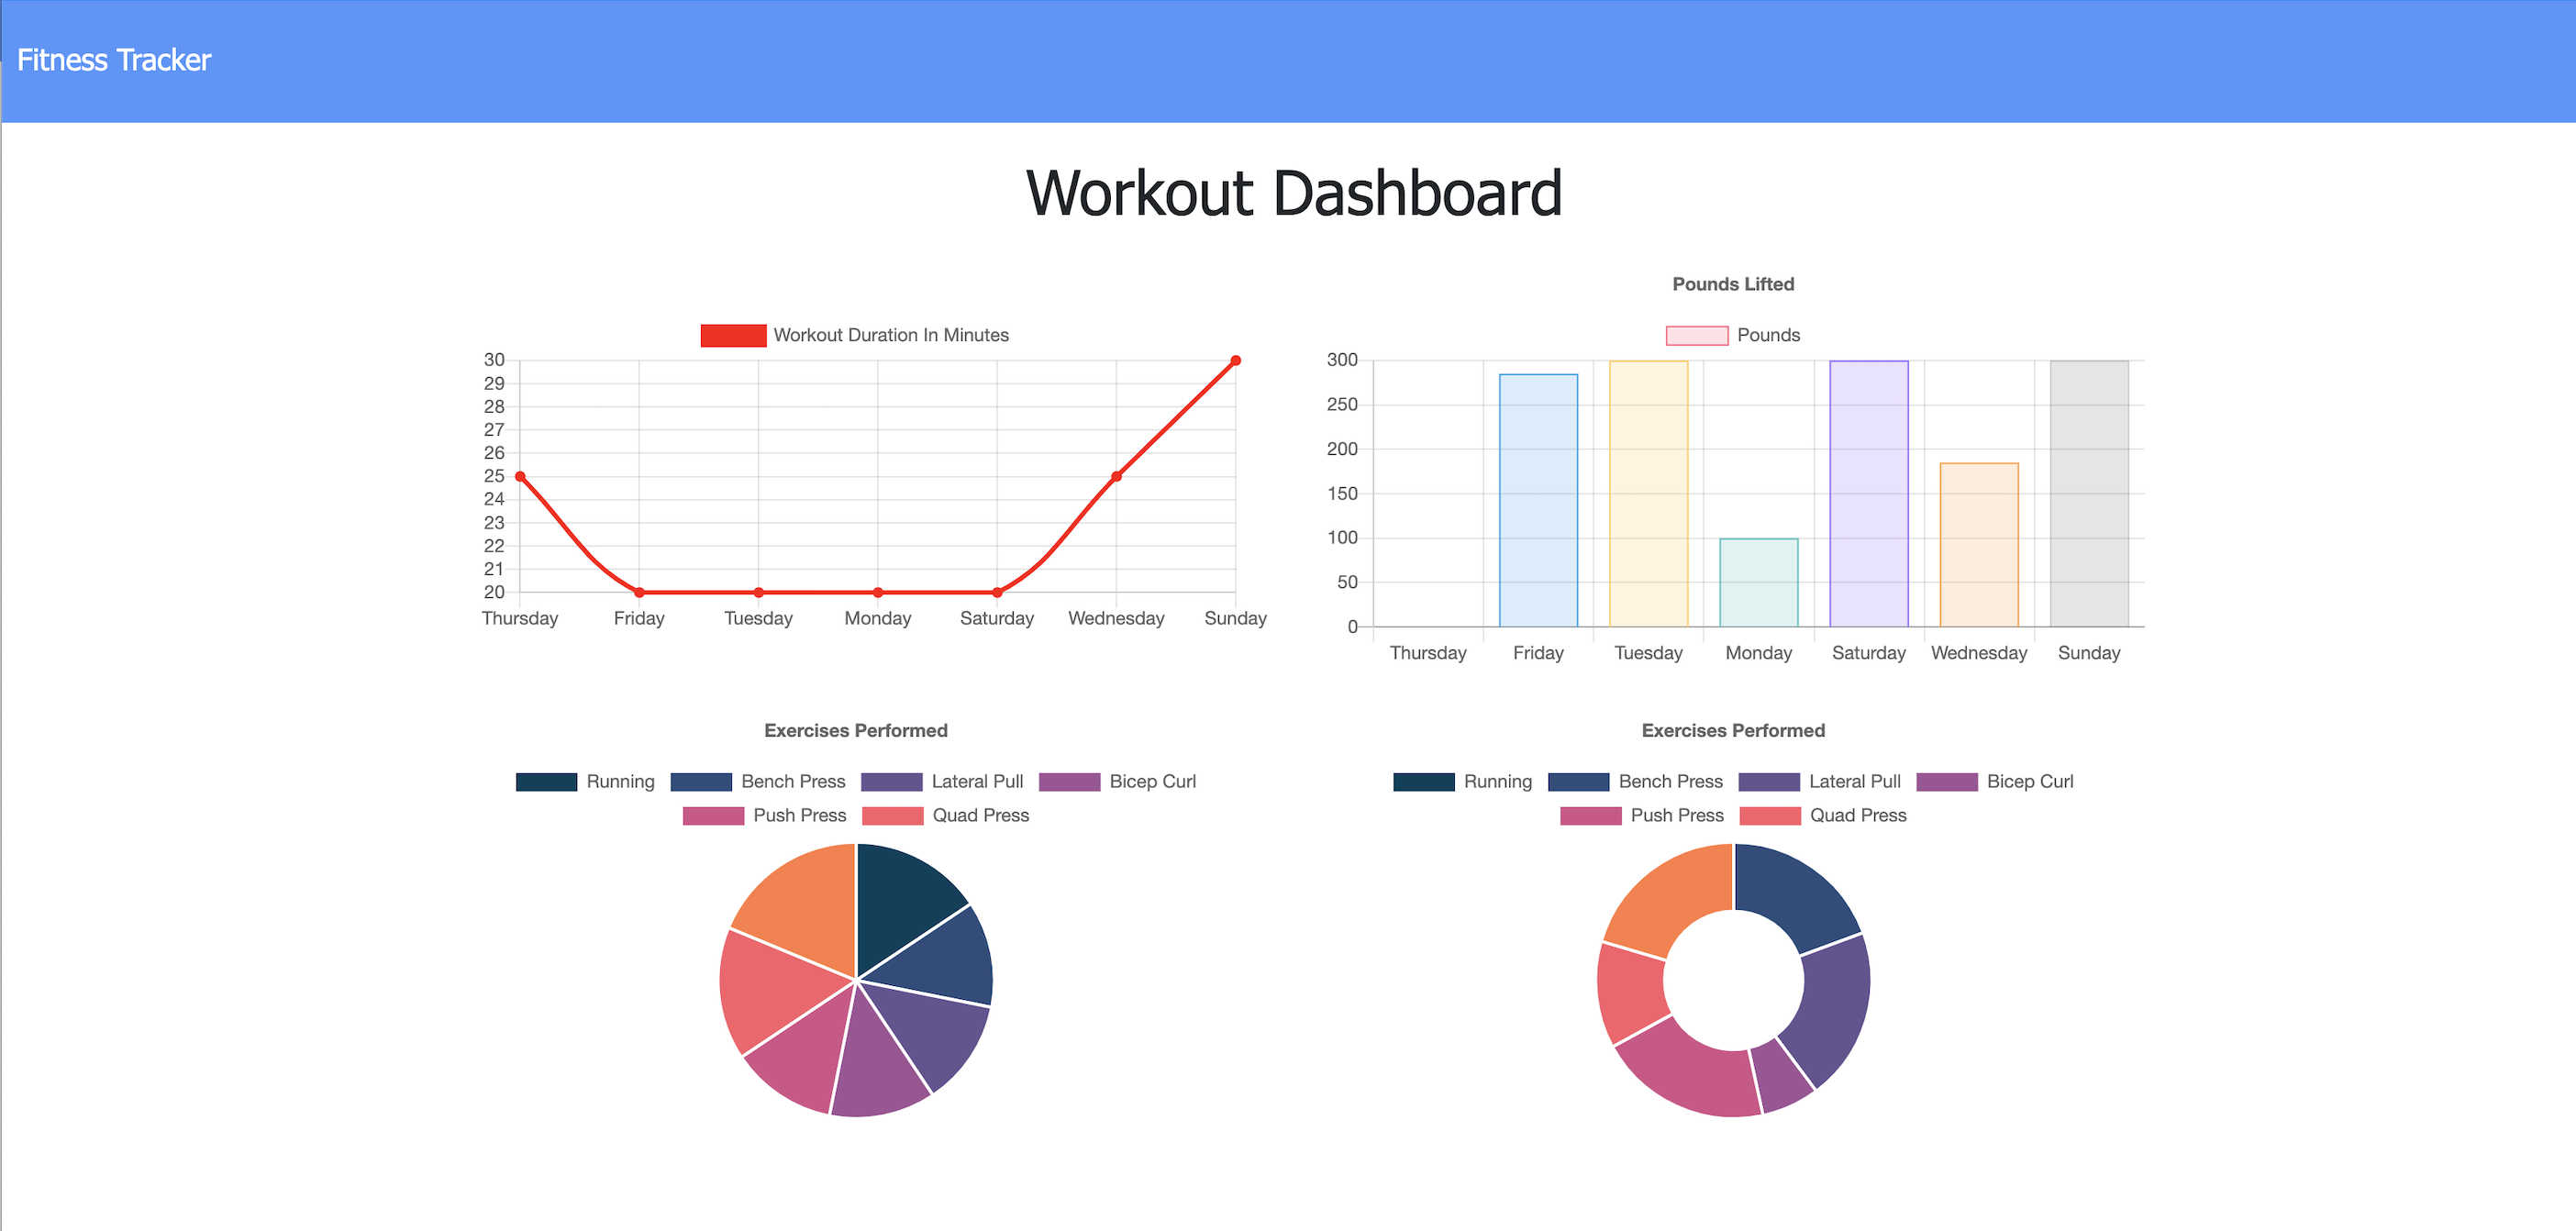 Fitness Tracker
Workout Dashboard
Workout Duration In Minutes
30
29
28
27
26
25
24
23
22
21
20
Thursday Friday Tuesday Monday Saturday Wednesday Sunday
Pounds Lifted
Pounds
300
250
200
150
100
50
0
Thursday Friday Tuesday Monday Saturday Wednesday Sunday
Exercises Performed
Running Bench Press Lateral Pull Bicep Curl
Push Press Quad Press
Exercises Performed
Running Bench Press Lateral Pull Bicep Curl
Push Press Quad Press